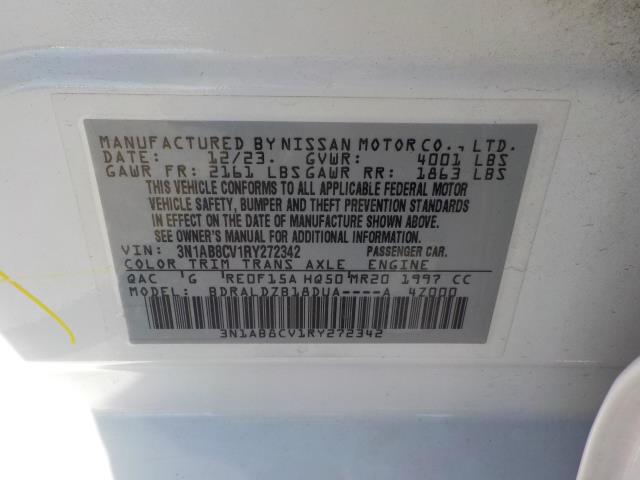 MANUFACTURED BY NISSAN MOTOR CO., LTD.
DATE: 12/23. GVWR: 4001 LBS
GAWR FR: 2161 LBS GAWR RR: 1863 LBS
THIS VEHICLE CONFORMS TO ALL APPLICABLE FEDERAL MOTOR
VEHICLE SAFETY, BUMPER AND THEFT PREVENTION STANDARDS
IN EFFECT ON THE DATE OF MANUFACTURE SHOWN ABOVE.
SEE OWNER'S MANUAL FOR ADDITIONAL INFORMATION.
VIN: 3N1AB8CV1RY272342 PASSENGER CAR.
COLOR TRIM TRANS AXLE ENGINE
QAC G RE0F15A HQ50 MR20 1997 CC
MODEL: BDRALDZB18DUA----A 4Z000
3N1AB8CV1RY272342